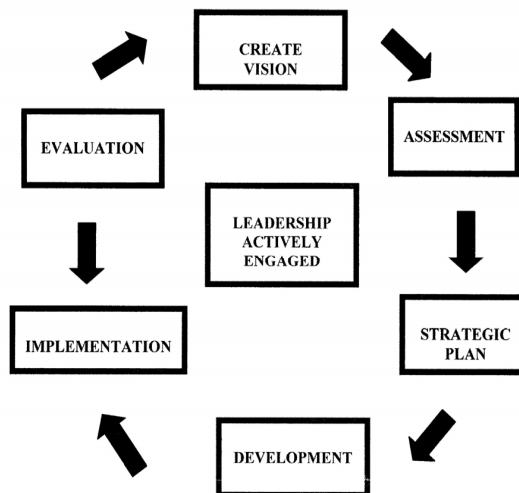 CREATE
VISION
ASSESSMENT
EVALUATION
LEADERSHIP
ACTIVELY
ENGAGED
STRATEGIC
PLAN
IMPLEMENTATION
DEVELOPMENT